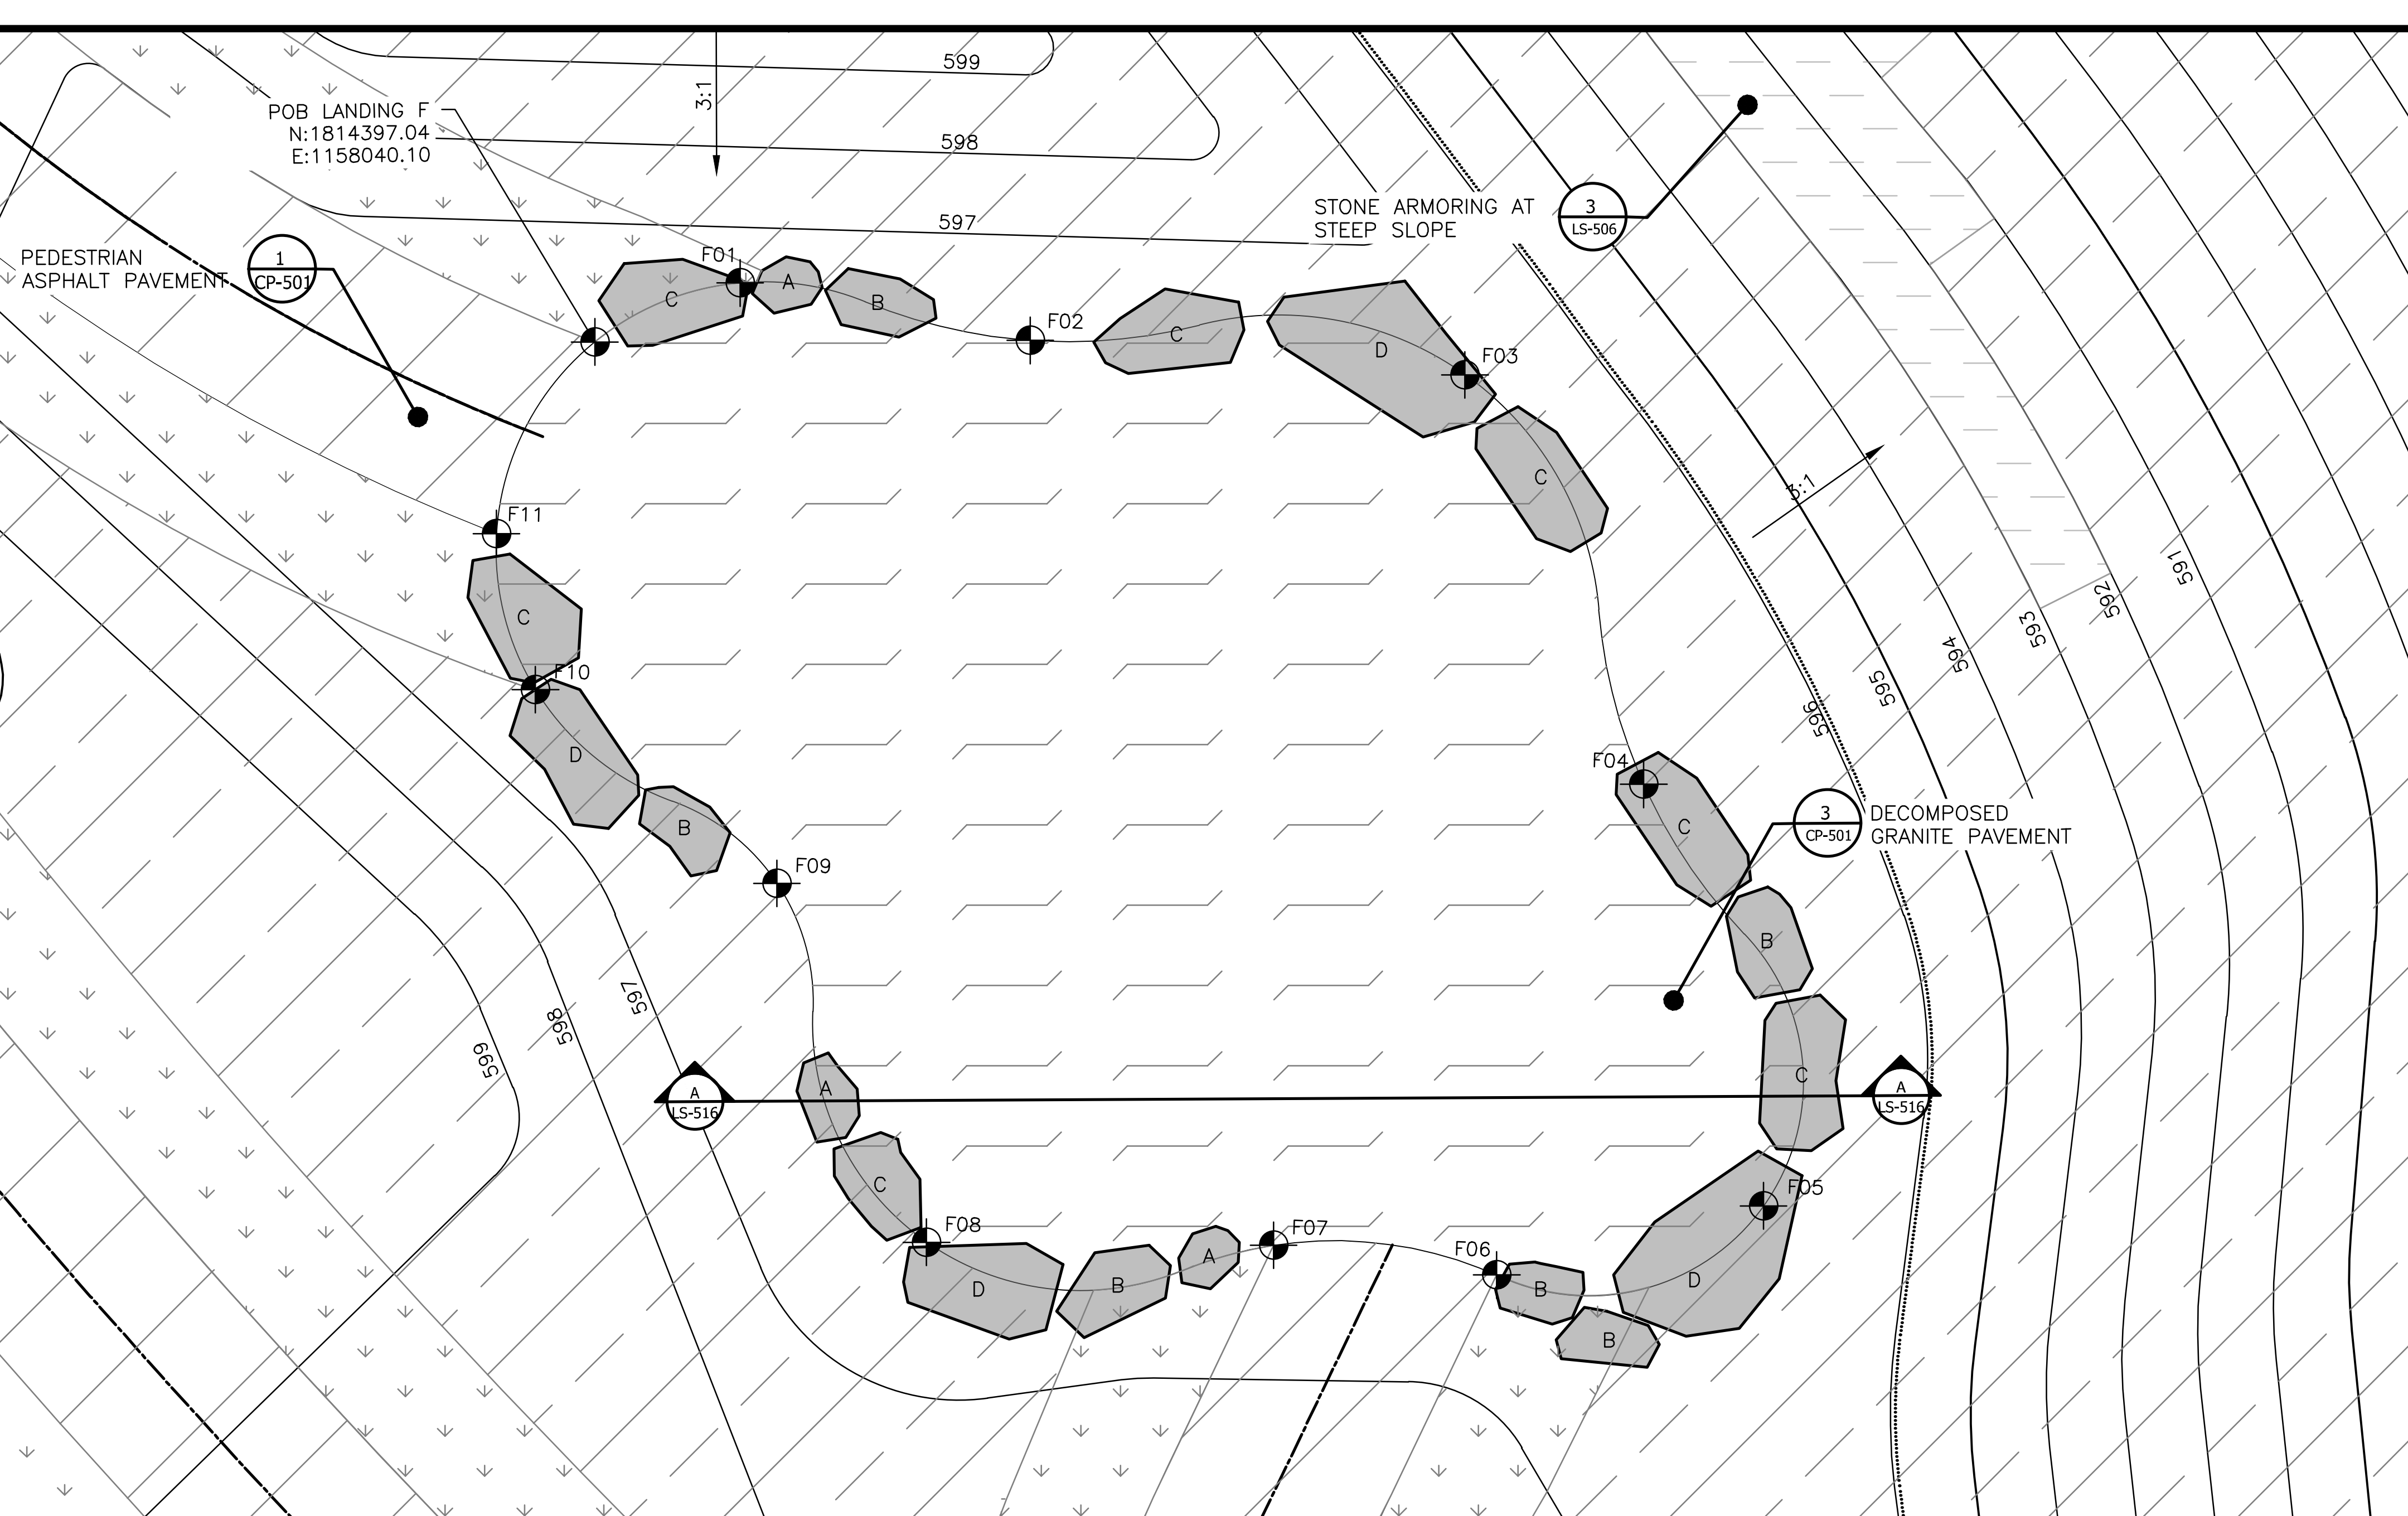 599
3:1
POB LANDING F
N:1814397.04
E:1158040.10
598
597
STONE ARMORING AT
STEEP SLOPE
3
LS-506
PEDESTRIAN
ASPHALT PAVEMENT
1
CP-501
F01
C
A
B
F02
C
D
F03
C
3:1
F11
C
F10
D
B
F09
591
592
593
594
595
596
F04
C
3
CP-501
DECOMPOSED
GRANITE PAVEMENT
B
C
597
598
599
A
LS-516
A
C
A
LS-516
F05
F08
D
B
A
F07
F06
B
D
B